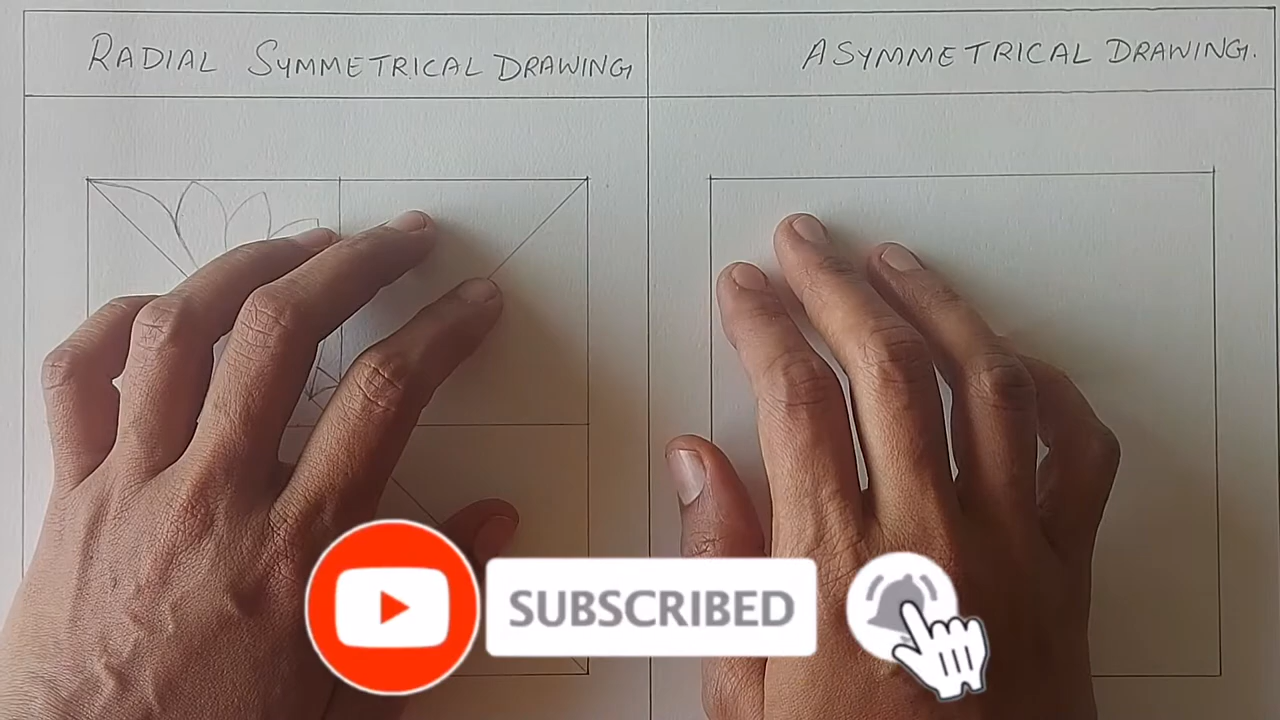 RADIAL SYMMETRICAL DRAWING
ASYMMETRICAL DRAWING.
SUBSCRIBED